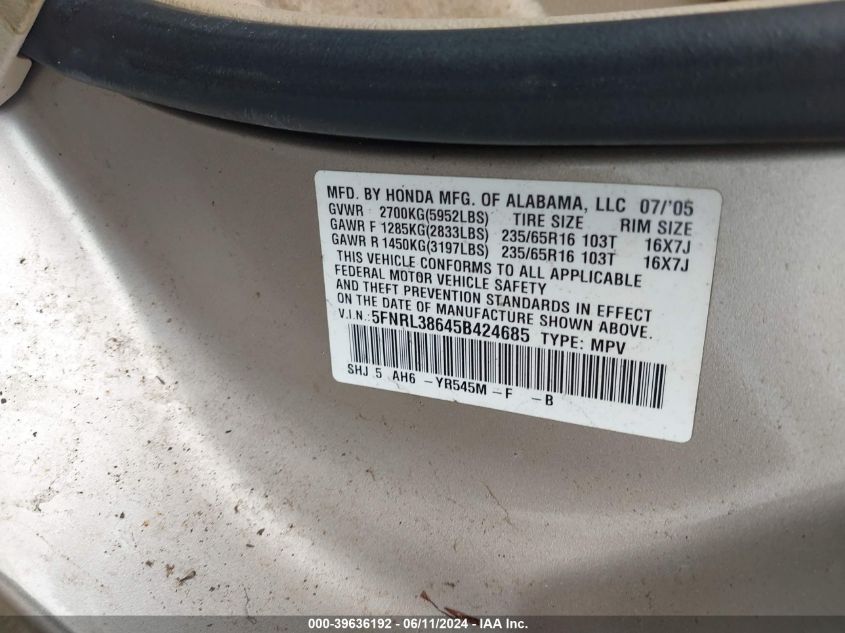 MFD. BY HONDA MFG. OF ALABAMA, LLC 07/'05
GVWR 2700KG(5952LBS) TIRE SIZE RIM SIZE
GAWR F 1285KG(2833LBS) 235/65R16 103T 16X7J
GAWR R 1450KG(3197LBS) 235/65R16 103T 16X7J
THIS VEHICLE CONFORMS TO ALL APPLICABLE
FEDERAL MOTOR VEHICLE SAFETY
AND THEFT PREVENTION STANDARDS IN EFFECT
ON THE DATE OF MANUFACTURE SHOWN ABOVE.
V.I.N.: 5FNRL38645B424685 TYPE: MPV
SHJ 5 AH6 -YR545M -F -B
000-39636192 - 06/11/2024 - IAA Inc.